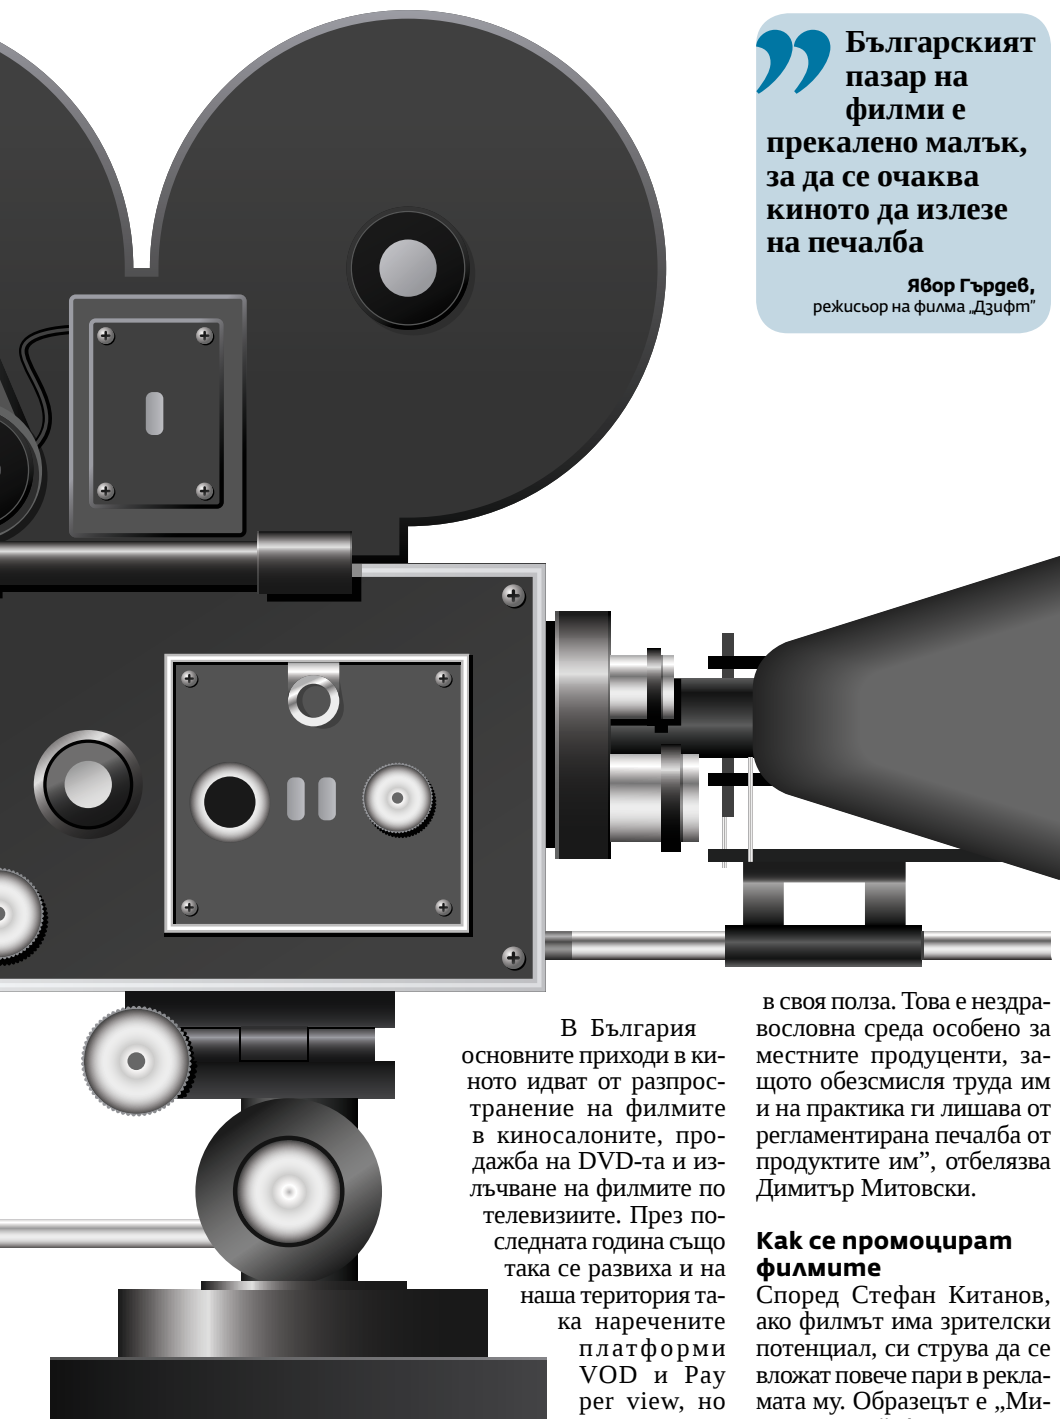 Българският
пазар на
филми е
прекалено малък,
за да се очаква
киното да излезе
на печалба
Явор Гърдев,
режисьор на филма „Дзифт”
В България
основните приходи в ки-
ното идват от разпрос-
транение на филмите
в киносалоните, про-
дажба на DVD-та и из-
лъчване на филмите по
телевизиите. През по-
следната година също
така се развиха и на
наша територия та-
ка наречените
платформи
VOD и Pay
per view, но
в своя полза. Това е нездра-
вословна среда особено за
местните продуценти, за-
щото обезсмисля труда им
и на практика ги лишава от
регламентирана печалба от
продуктите им”, отбелязва
Димитър Митовски.
Как се промоцират
филмите
Според Стефан Китанов,
ако филмът има зрителски
потенциал, си струва да се
вложат повече пари в рекла-
мата му. Образецът е „Ми-